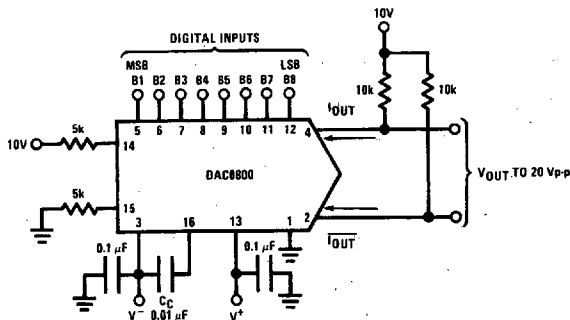 DIGITAL INPUTS
MSB LSB
B1 B2 B3 B4 B5 B6 B7 B8
10V
10k 10k
IOUT
5 6 7 8 9 10 11 12
4
5k
10V
14
DAC0800
VOUT TO 20 Vp-p
5k
15
2
3 16 13 1
IOUT
0.1 μF
0.1 μF
CC
0.01 μF
V− V+